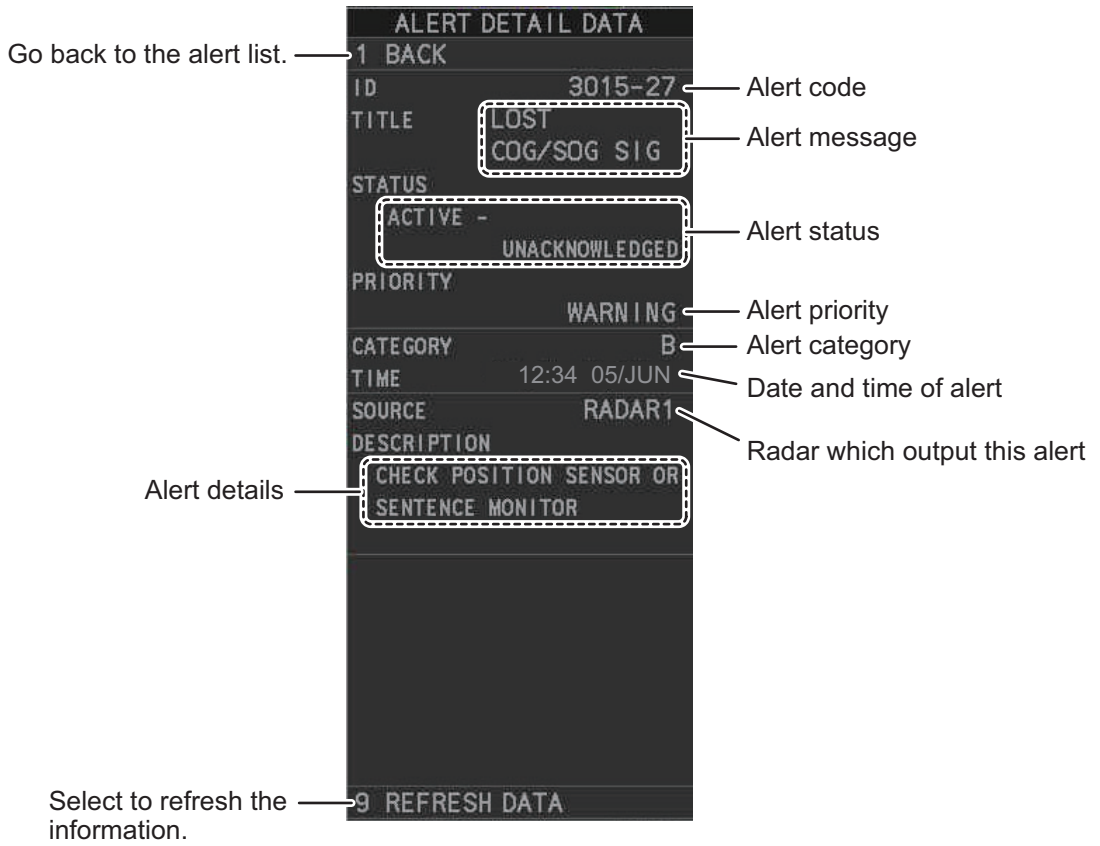 ALERT DETAIL DATA
Go back to the alert list.
1 BACK
ID 3015-27
Alert code
TITLE LOST
COG/SOG SIG
Alert message
STATUS
ACTIVE -
UNACKNOWLEDGED
Alert status
PRIORITY
WARNING
Alert priority
CATEGORY B
Alert category
TIME 12:34 05/JUN
Date and time of alert
SOURCE RADAR1
Radar which output this alert
DESCRIPTION
CHECK POSITION SENSOR OR
SENTENCE MONITOR
Alert details
9 REFRESH DATA
Select to refresh the
information.